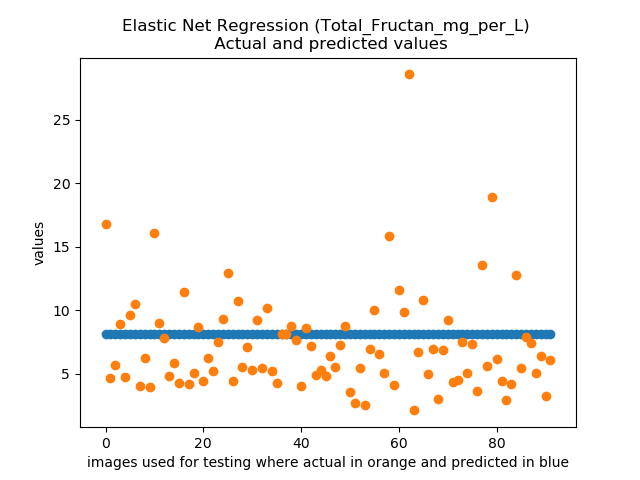 Elastic Net Regression (Total_Fructan_mg_per_L)
Actual and predicted values
25
20
15
10
5
values
0 20 40 60 80
images used for testing where actual in orange and predicted in blue